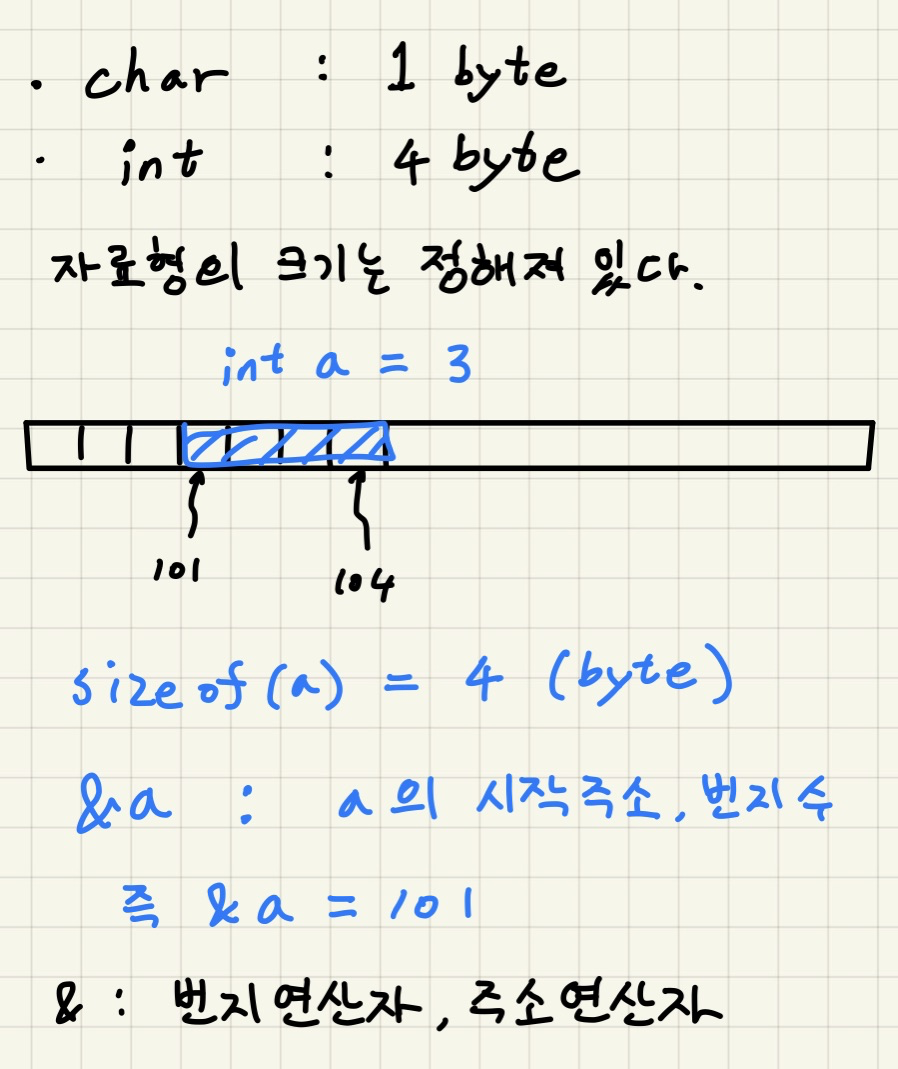 · char : 1 byte
· int : 4 byte
자료형의 크기는 정해져 있다.
int a = 3
101 104
sizeof(a) = 4 (byte)
&a : a의 시작주소, 번지수
즉 &a = 101
& : 번지연산자, 주소연산자